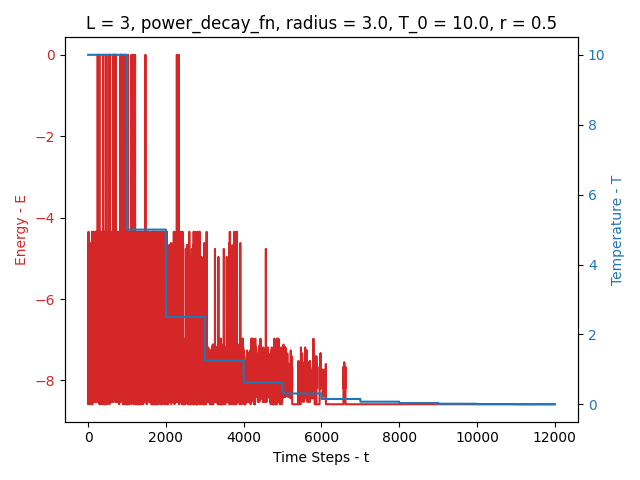 L = 3, power_decay_fn, radius = 3.0, T_0 = 10.0, r = 0.5
0
−2
−4
−6
−8
Energy - E
10
8
6
4
2
0
Temperature - T
0 2000 4000 6000 8000 10000 12000
Time Steps - t